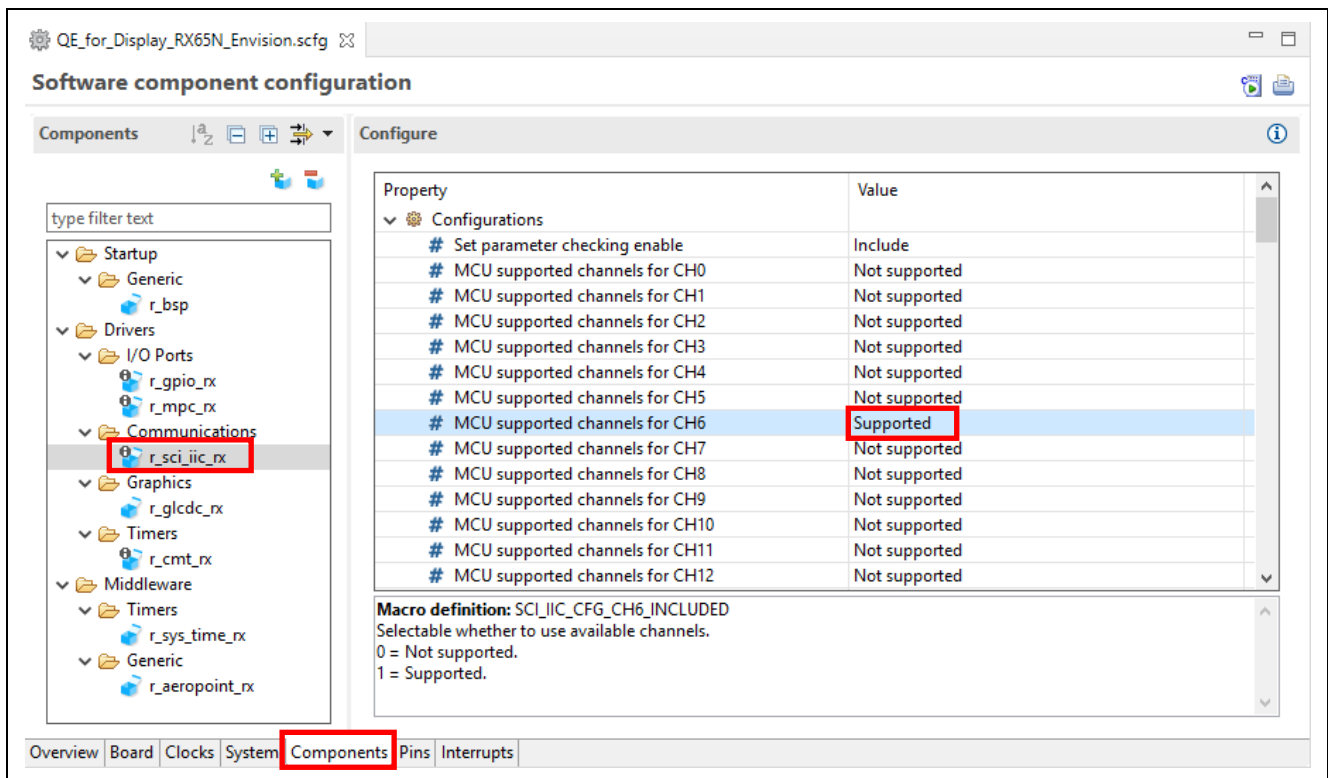 QE_for_Display_RX65N_Envision.scfg
Software component configuration
Components
Configure
type filter text
Startup
Generic
r_bsp
Drivers
I/O Ports
r_gpio_rx
r_mpc_rx
Communications
r_sci_iic_rx
Graphics
r_glcdc_rx
Timers
r_cmt_rx
Middleware
Timers
r_sys_time_rx
Generic
r_aeropoint_rx
Property Value
Configurations
# Set parameter checking enable Include
# MCU supported channels for CH0 Not supported
# MCU supported channels for CH1 Not supported
# MCU supported channels for CH2 Not supported
# MCU supported channels for CH3 Not supported
# MCU supported channels for CH4 Not supported
# MCU supported channels for CH5 Not supported
# MCU supported channels for CH6 Supported
# MCU supported channels for CH7 Not supported
# MCU supported channels for CH8 Not supported
# MCU supported channels for CH9 Not supported
# MCU supported channels for CH10 Not supported
# MCU supported channels for CH11 Not supported
# MCU supported channels for CH12 Not supported
Macro definition: SCI_IIC_CFG_CH6_INCLUDED
Selectable whether to use available channels.
0 = Not supported.
1 = Supported.
Overview Board Clocks System Components Pins Interrupts